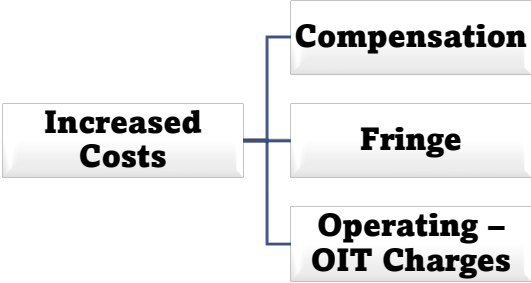 Increased
Costs
Compensation
Fringe
Operating –
OIT Charges